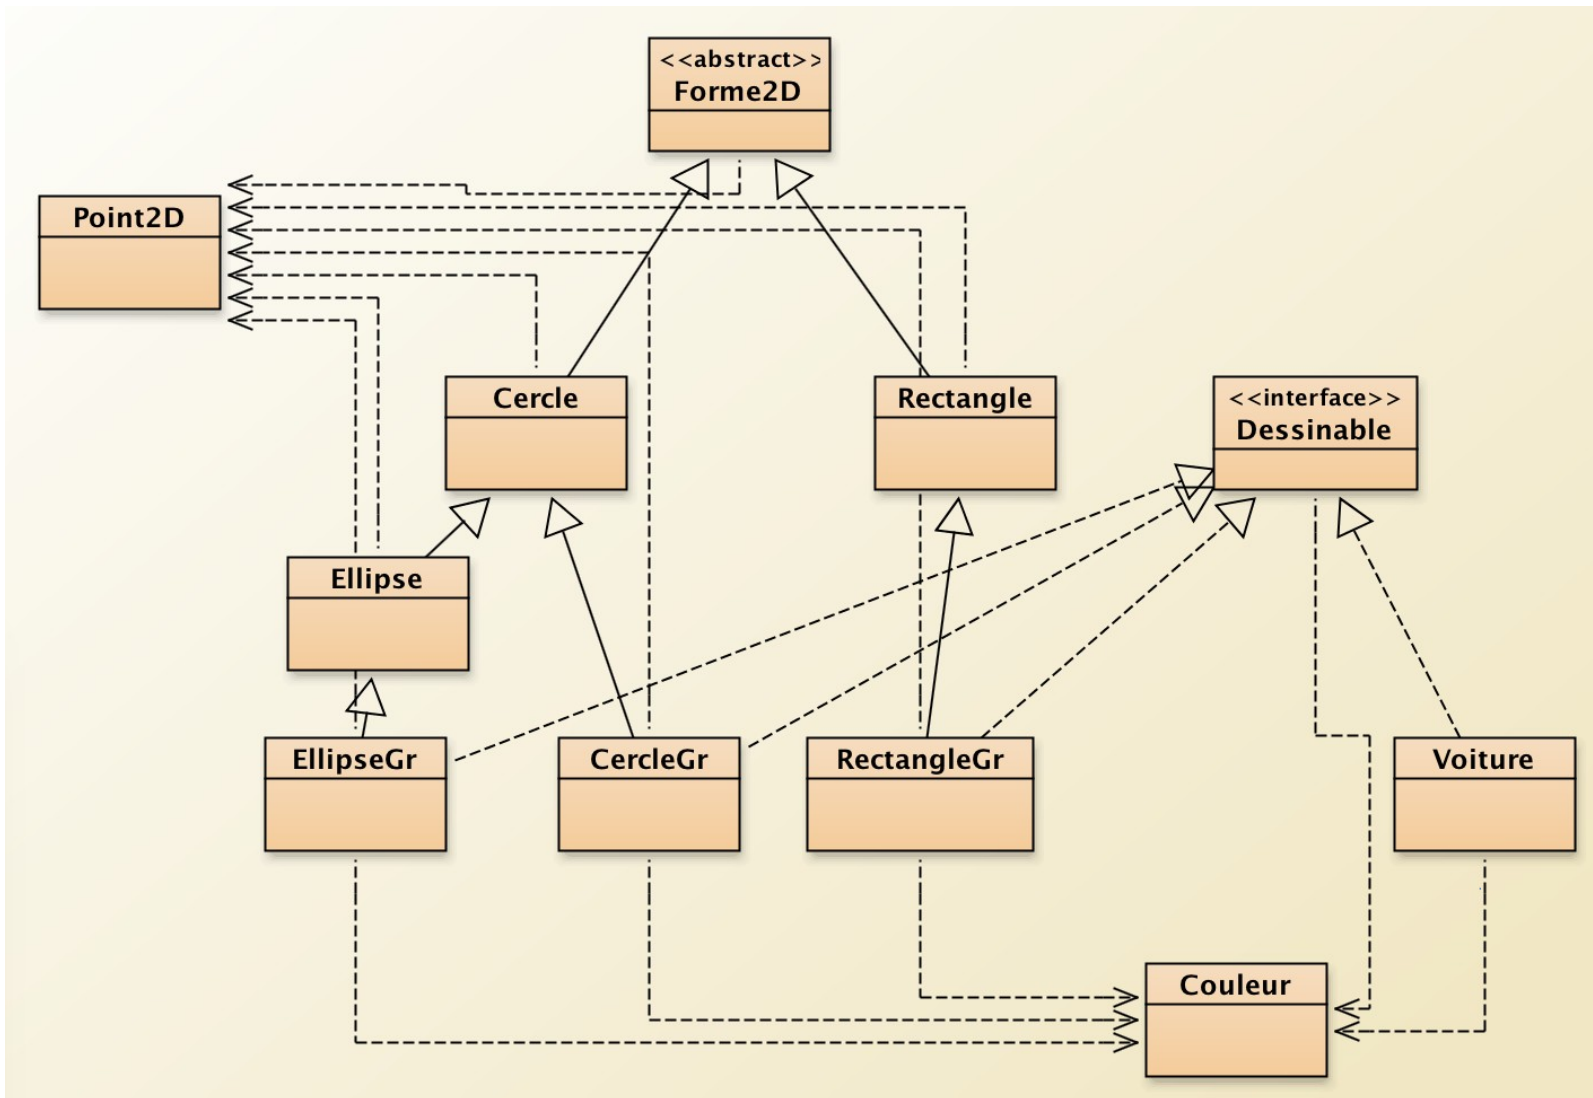 <<abstract>>
Forme2D
Point2D
Cercle
Rectangle
<<interface>>
Dessinable
Ellipse
EllipseGr
CercleGr
RectangleGr
Voiture
Couleur